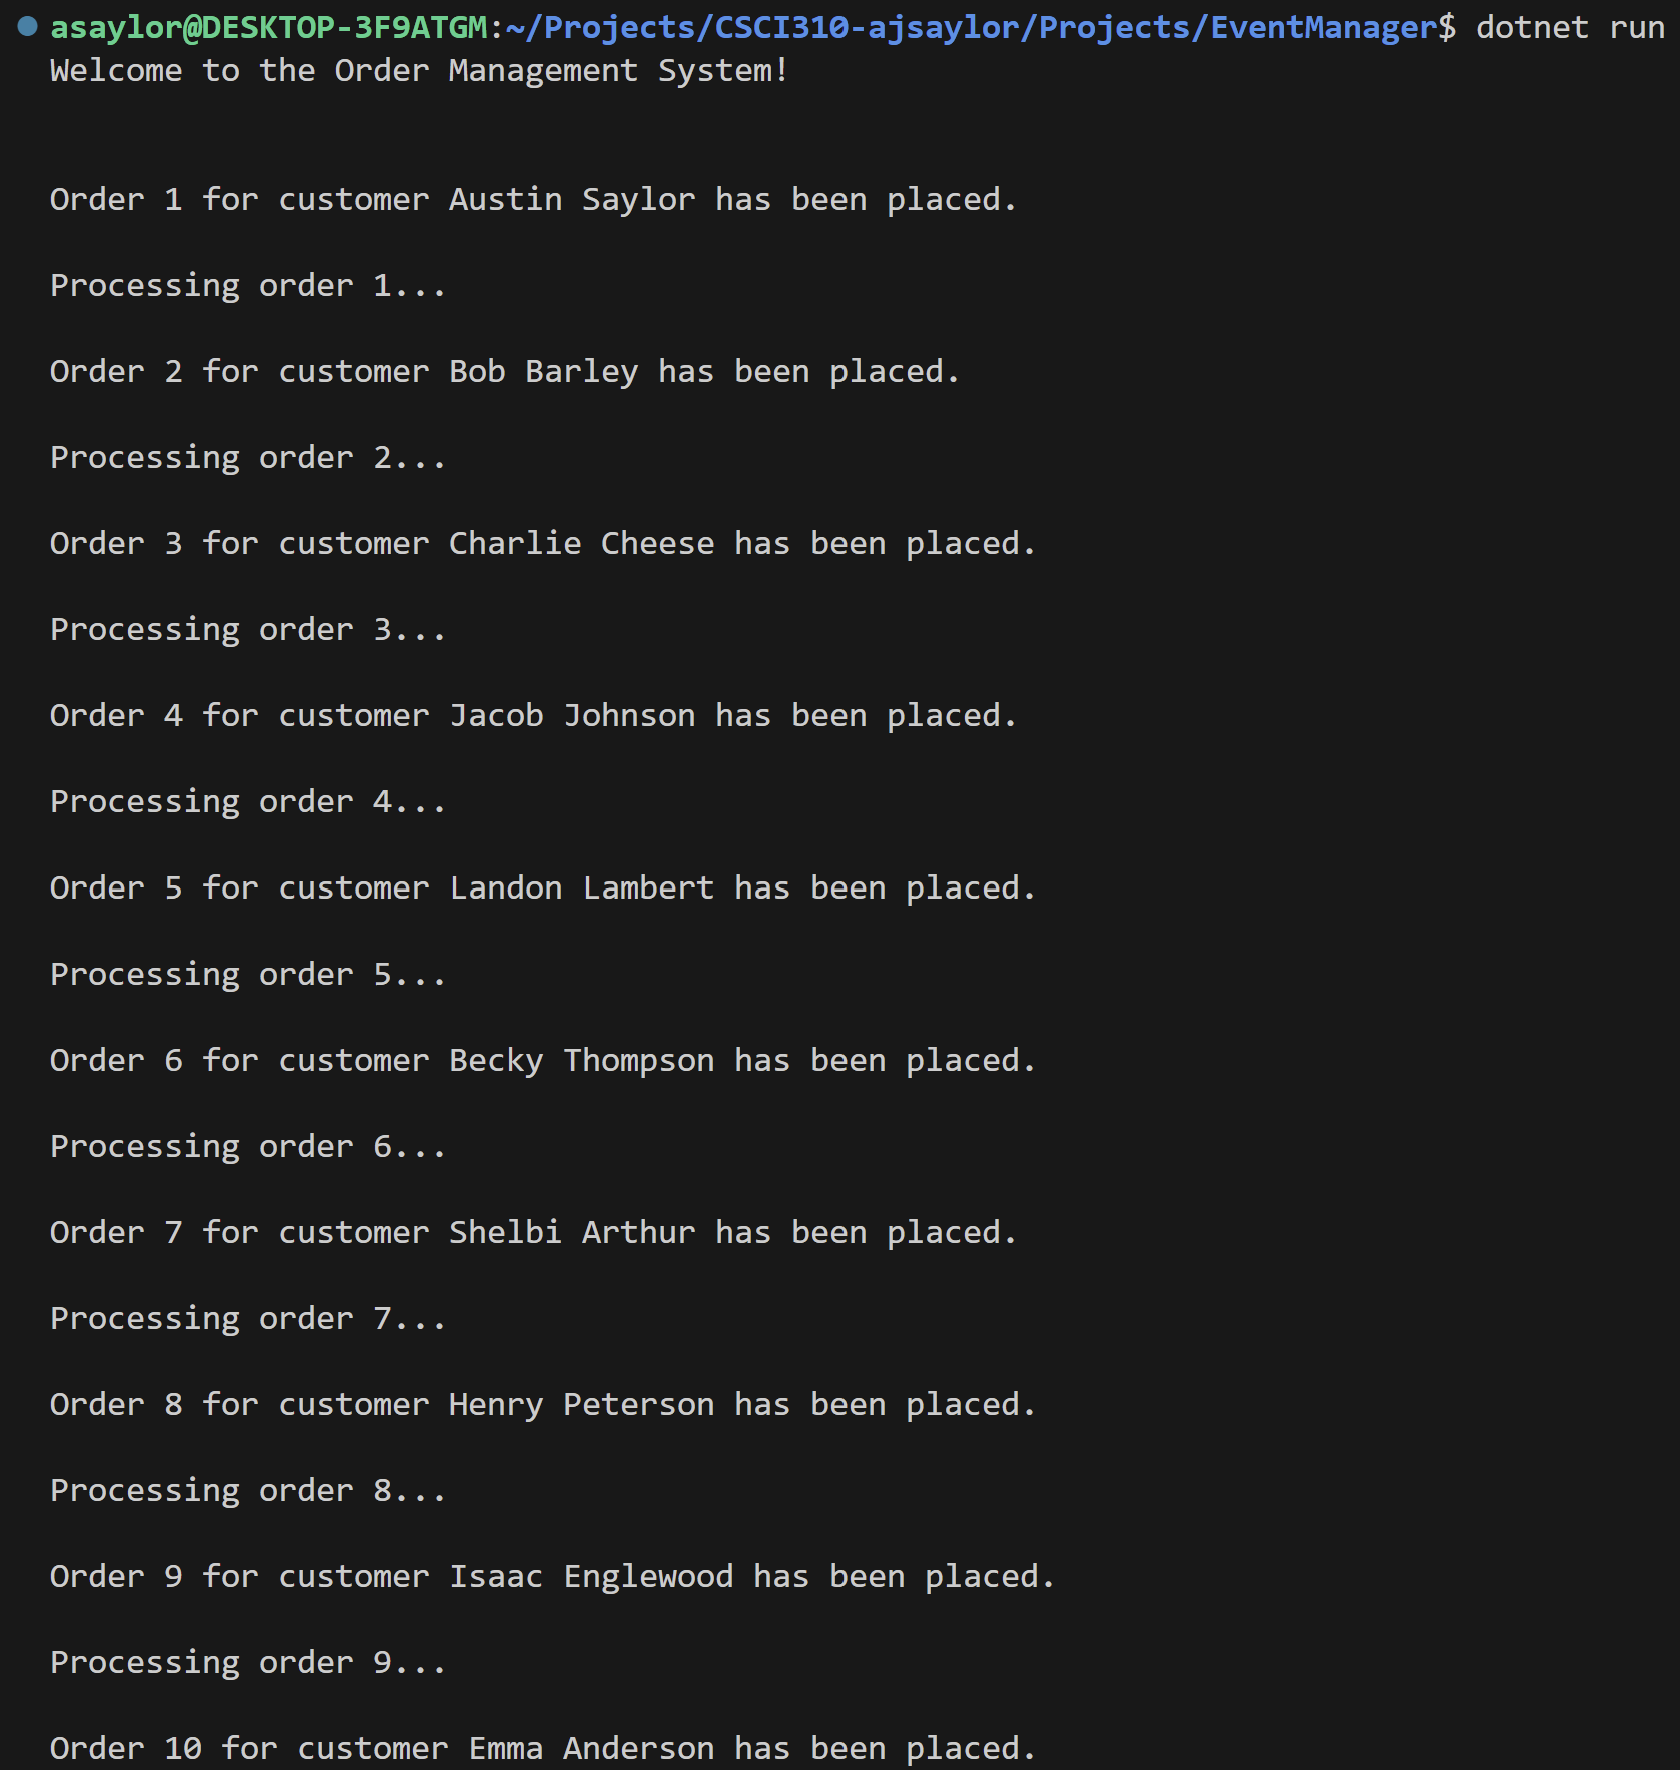 asaylor@DESKTOP-3F9ATGM:~/Projects/CSCI310-ajsaylor/Projects/EventManager$ dotnet run
Welcome to the Order Management System!
Order 1 for customer Austin Saylor has been placed.
Processing order 1...
Order 2 for customer Bob Barley has been placed.
Processing order 2...
Order 3 for customer Charlie Cheese has been placed.
Processing order 3...
Order 4 for customer Jacob Johnson has been placed.
Processing order 4...
Order 5 for customer Landon Lambert has been placed.
Processing order 5...
Order 6 for customer Becky Thompson has been placed.
Processing order 6...
Order 7 for customer Shelbi Arthur has been placed.
Processing order 7...
Order 8 for customer Henry Peterson has been placed.
Processing order 8...
Order 9 for customer Isaac Englewood has been placed.
Processing order 9...
Order 10 for customer Emma Anderson has been placed.